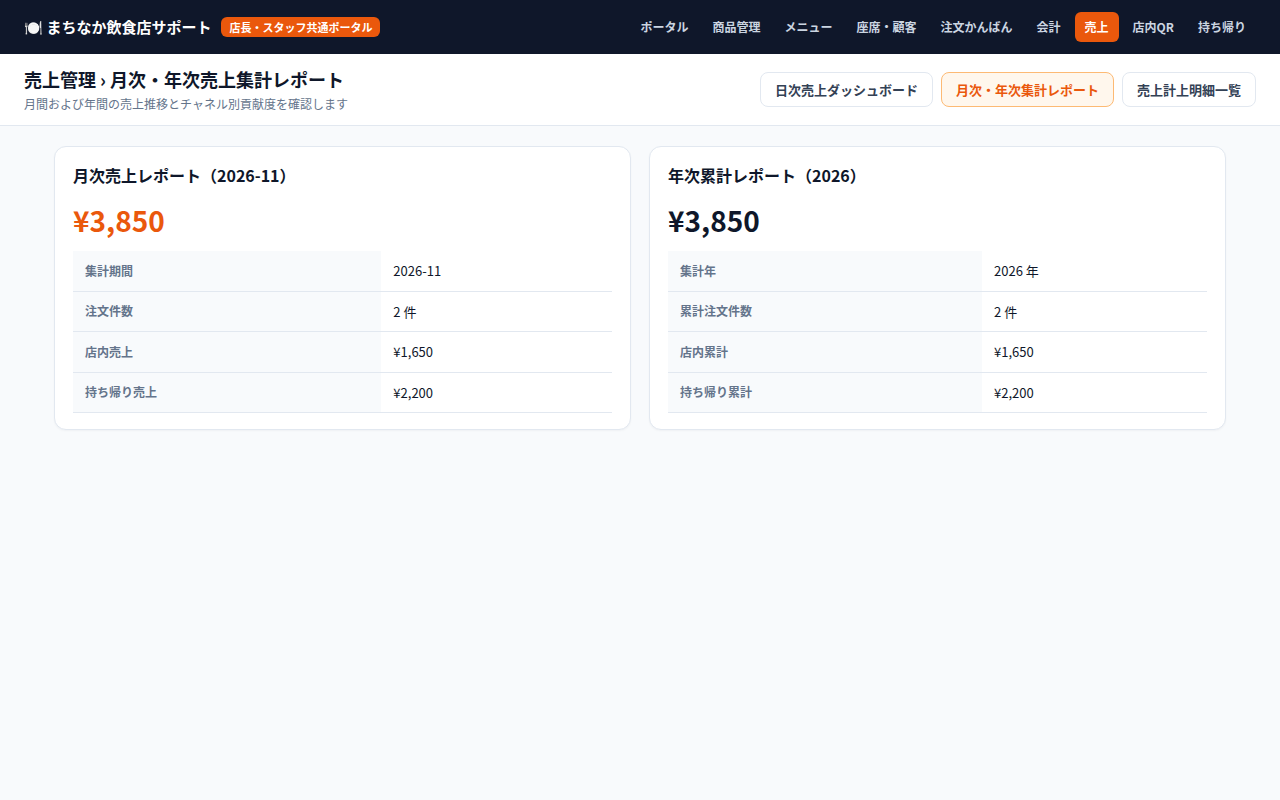 🍽️ まちなか飲食店サポート 店長・スタッフ共通ポータル
ポータル 商品管理 メニュー 座席・顧客 注文かんばん 会計 売上 店内QR 持ち帰り
売上管理 › 月次・年次売上集計レポート
月間および年間の売上推移とチャネル別貢献度を確認します
日次売上ダッシュボード 月次・年次集計レポート 売上計上明細一覧
月次売上レポート（2026-11）
¥3,850
集計期間 2026-11
注文件数 2 件
店内売上 ¥1,650
持ち帰り売上 ¥2,200
年次累計レポート（2026）
¥3,850
集計年 2026 年
累計注文件数 2 件
店内累計 ¥1,650
持ち帰り累計 ¥2,200